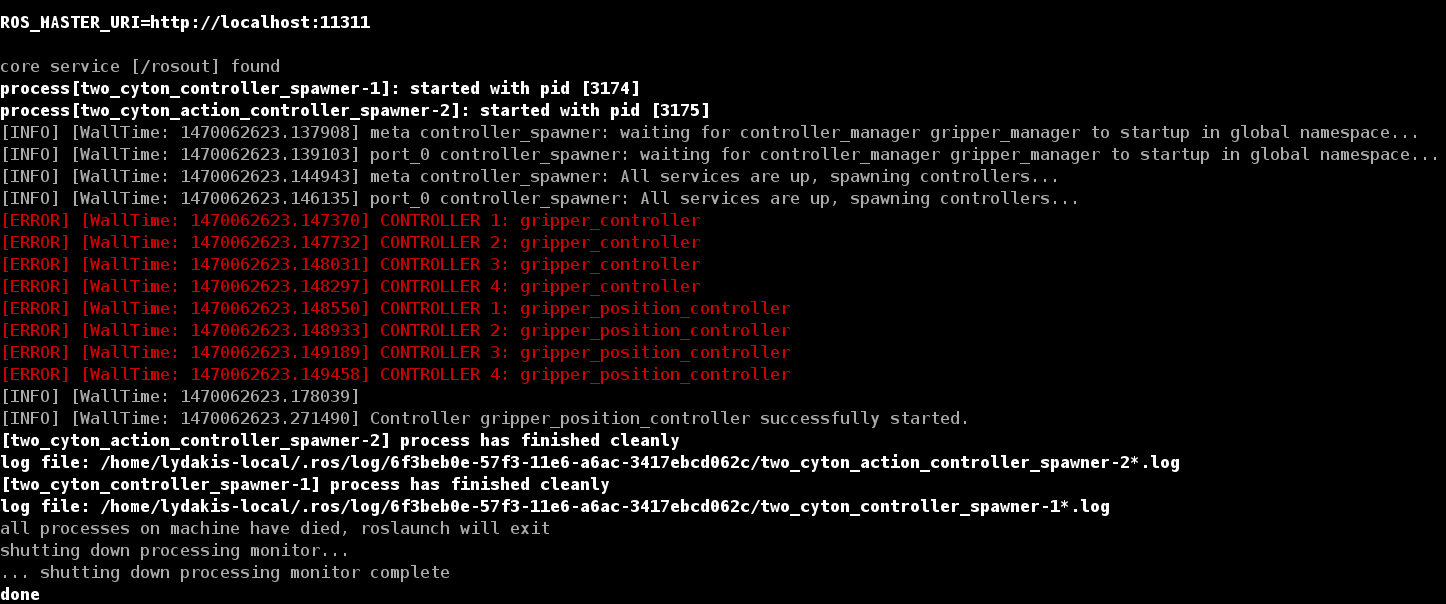 ROS_MASTER_URI=http://localhost:11311
core service [/rosout] found
process[two_cyton_controller_spawner-1]: started with pid [3174]
process[two_cyton_action_controller_spawner-2]: started with pid [3175]
[INFO] [WallTime: 1470062623.137908] meta controller_spawner: waiting for controller_manager gripper_manager to startup in global namespace...
[INFO] [WallTime: 1470062623.139103] port_0 controller_spawner: waiting for controller_manager gripper_manager to startup in global namespace...
[INFO] [WallTime: 1470062623.144943] meta controller_spawner: All services are up, spawning controllers...
[INFO] [WallTime: 1470062623.146135] port_0 controller_spawner: All services are up, spawning controllers...
[ERROR] [WallTime: 1470062623.147370] CONTROLLER 1: gripper_controller
[ERROR] [WallTime: 1470062623.147732] CONTROLLER 2: gripper_controller
[ERROR] [WallTime: 1470062623.148031] CONTROLLER 3: gripper_controller
[ERROR] [WallTime: 1470062623.148297] CONTROLLER 4: gripper_controller
[ERROR] [WallTime: 1470062623.148550] CONTROLLER 1: gripper_position_controller
[ERROR] [WallTime: 1470062623.148933] CONTROLLER 2: gripper_position_controller
[ERROR] [WallTime: 1470062623.149189] CONTROLLER 3: gripper_position_controller
[ERROR] [WallTime: 1470062623.149458] CONTROLLER 4: gripper_position_controller
[INFO] [WallTime: 1470062623.178039]
[INFO] [WallTime: 1470062623.271490] Controller gripper_position_controller successfully started.
[two_cyton_action_controller_spawner-2] process has finished cleanly
log file: /home/lydakis-local/.ros/log/6f3beb0e-57f3-11e6-a6ac-3417ebcd062c/two_cyton_action_controller_spawner-2*.log
[two_cyton_controller_spawner-1] process has finished cleanly
log file: /home/lydakis-local/.ros/log/6f3beb0e-57f3-11e6-a6ac-3417ebcd062c/two_cyton_controller_spawner-1*.log
all processes on machine have died, roslaunch will exit
shutting down processing monitor...
... shutting down processing monitor complete
done